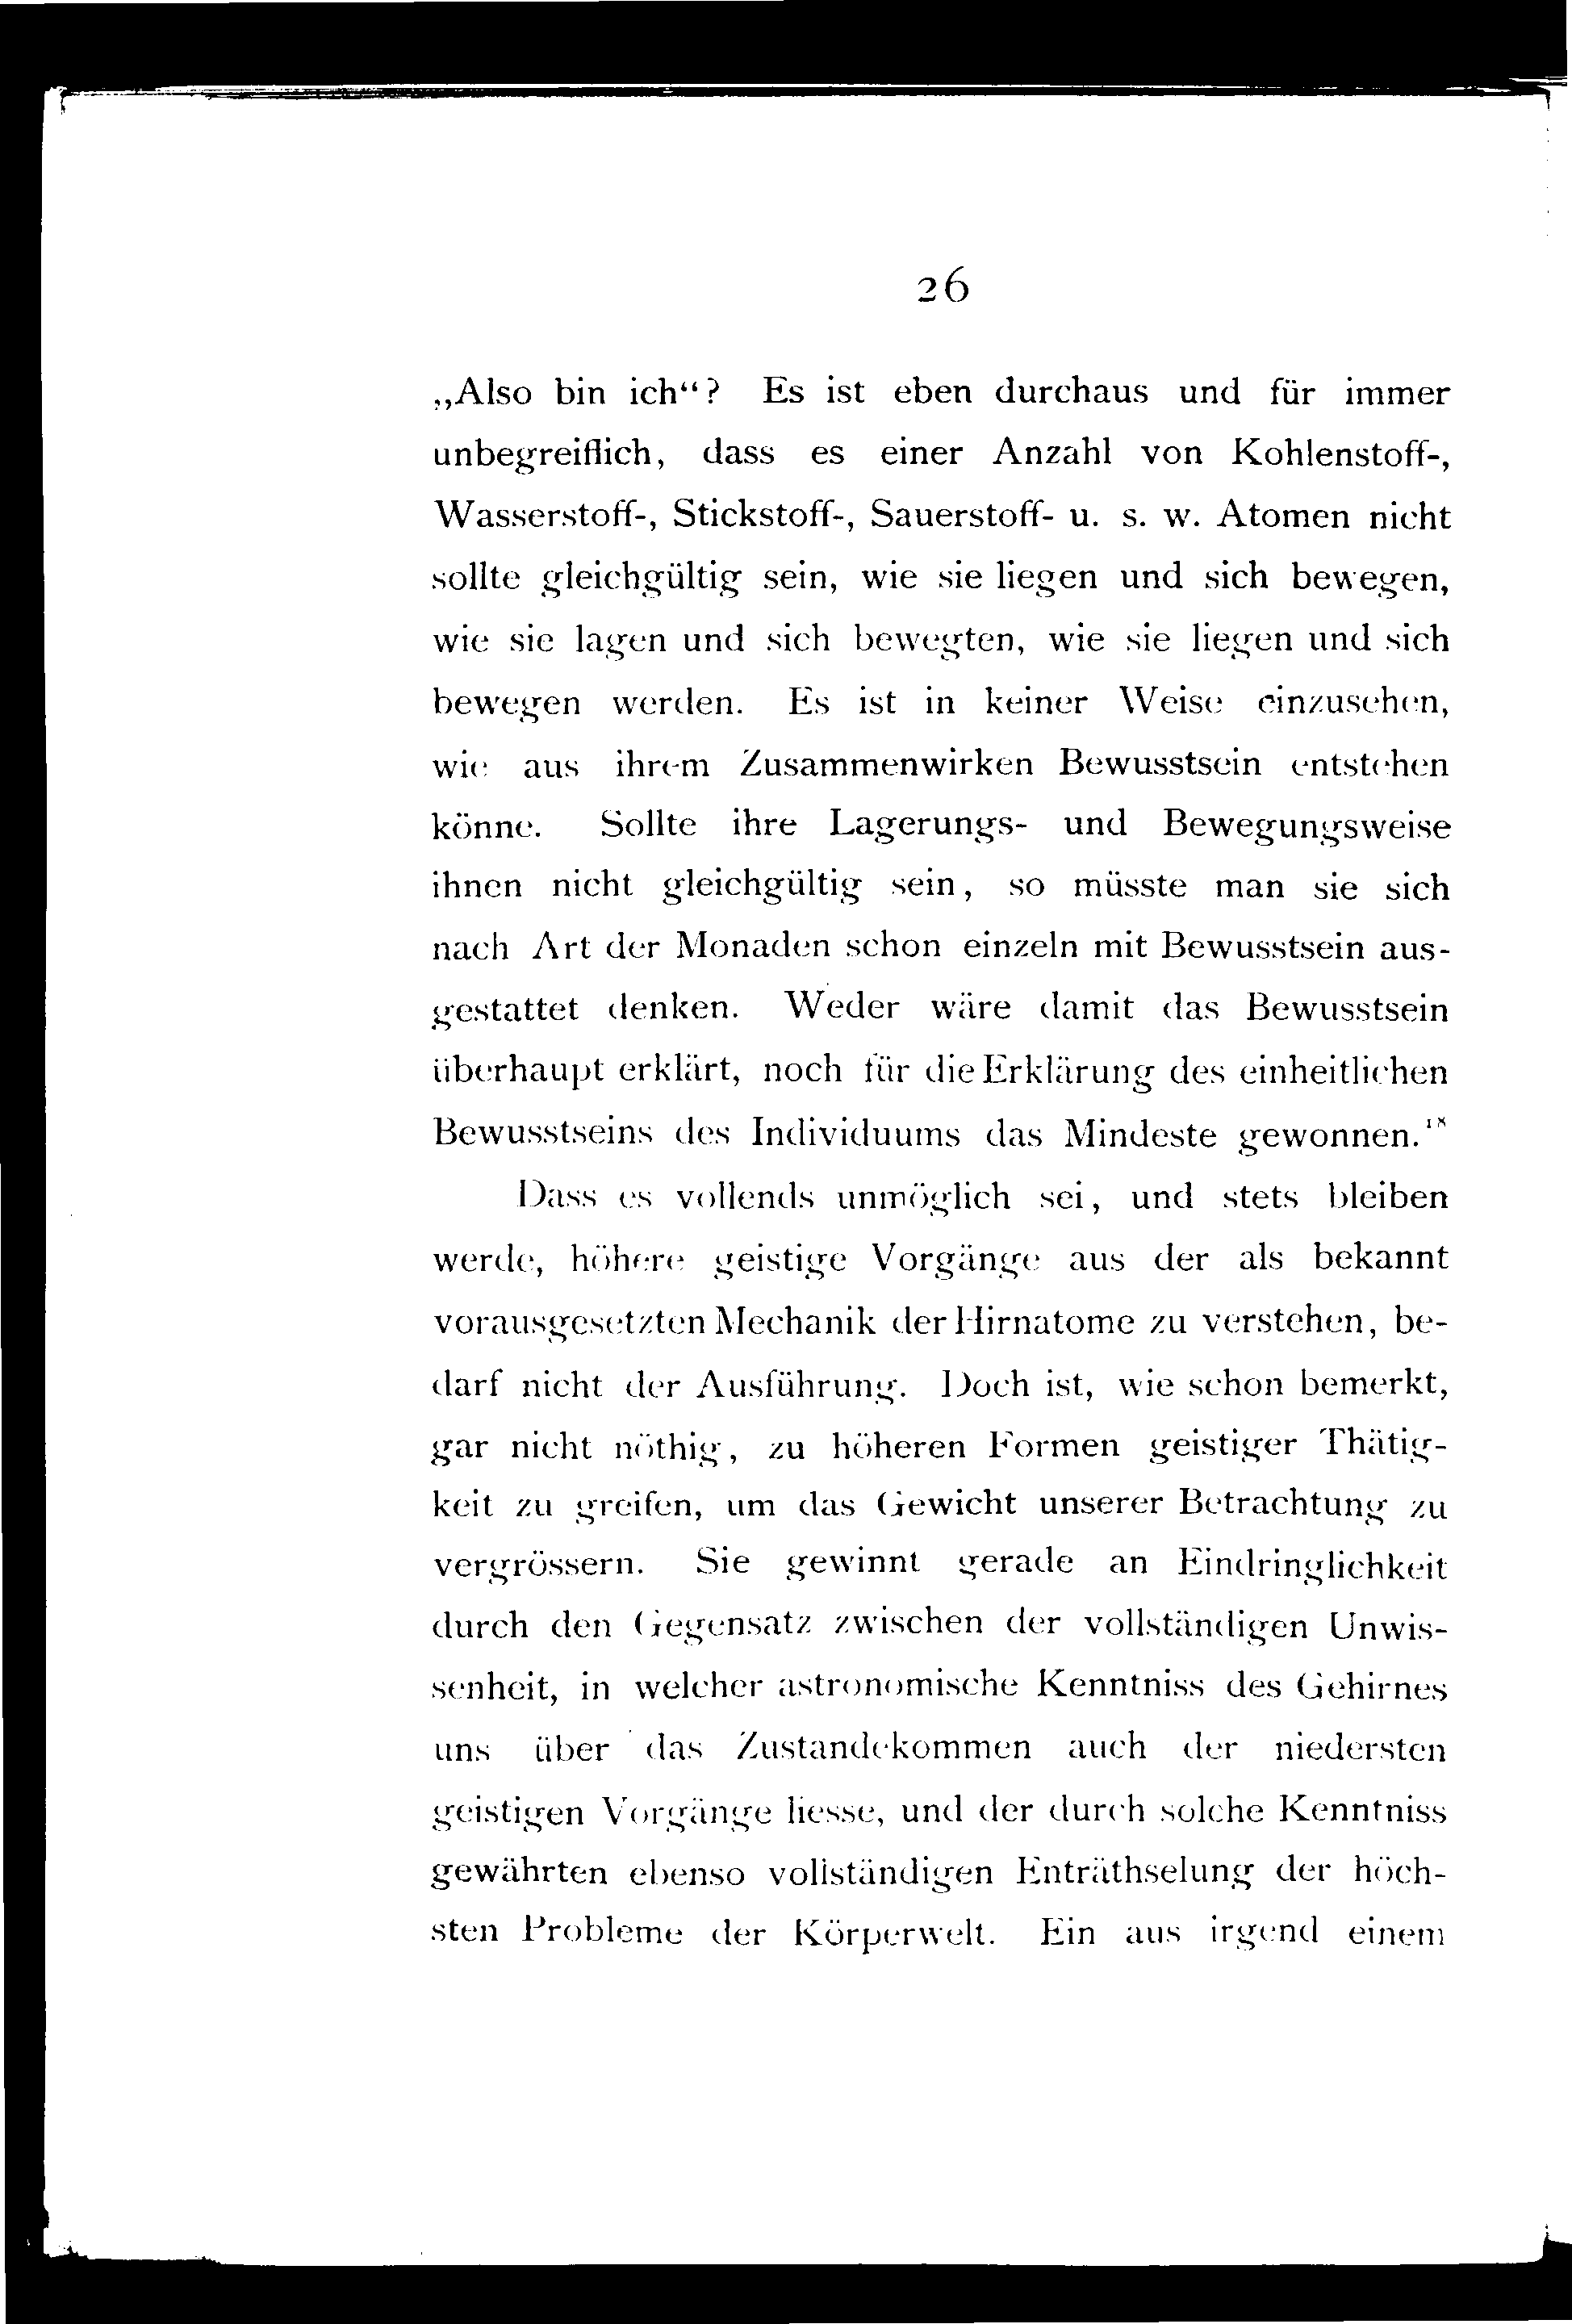 26
„Also bin ich“? Es ist eben durchaus und für immer
unbegreiflich, dass es einer Anzahl von Kohlenstoff-,
Wasserstoff-, Stickstoff-, Sauerstoff- u. s. w. Atomen nicht
sollte gleichgültig sein, wie sie liegen und sich bewegen,
wie sie lagen und sich bewegten, wie sie liegen und sich
bewegen werden. Es ist in keiner Weise einzusehen,
wie aus ihrem Zusammenwirken Bewusstsein entstehen
könne. Sollte ihre Lagerungs- und Bewegungsweise
ihnen nicht gleichgültig sein, so müsste man sie sich
nach Art der Monaden schon einzeln mit Bewusstsein aus-
gestattet denken. Weder wäre damit das Bewusstsein
überhaupt erklärt, noch für die Erklärung des einheitlichen
Bewusstseins des Individuums das Mindeste gewonnen.¹⁸
Dass es vollends unmöglich sei, und stets bleiben
werde, höhere geistige Vorgänge aus der als bekannt
vorausgesetzten Mechanik der Hirnatome zu verstehen, be-
darf nicht der Ausführung. Doch ist, wie schon bemerkt,
gar nicht nöthig, zu höheren Formen geistiger Thätig-
keit zu greifen, um das Gewicht unserer Betrachtung zu
vergrössern. Sie gewinnt gerade an Eindringlichkeit
durch den Gegensatz zwischen der vollständigen Unwis-
senheit, in welcher astronomische Kenntniss des Gehirnes
uns über das Zustandekommen auch der niedersten
geistigen Vorgänge liesse, und der durch solche Kenntniss
gewährten ebenso vollständigen Enträthselung der höch-
sten Probleme der Körperwelt. Ein aus irgend einem